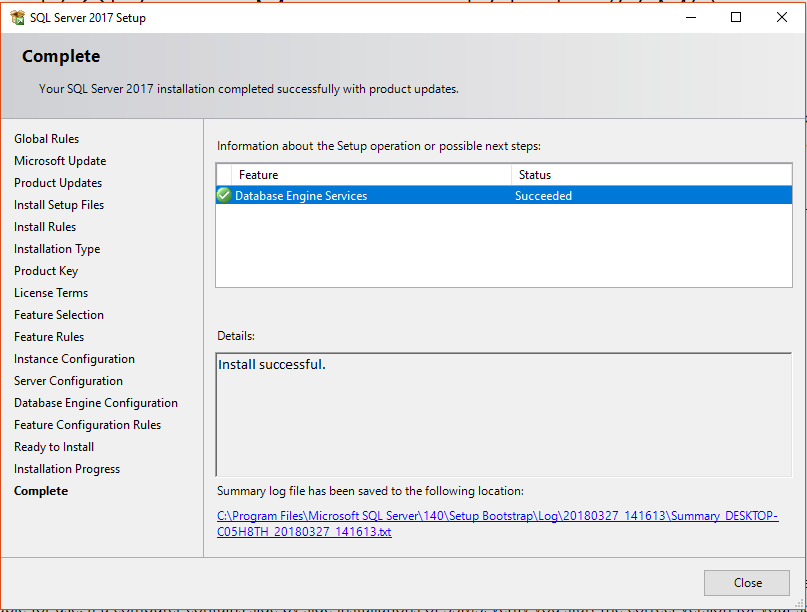 SQL Server 2017 Setup
Complete
Your SQL Server 2017 installation completed successfully with product updates.
Global Rules
Microsoft Update
Product Updates
Install Setup Files
Install Rules
Installation Type
Product Key
License Terms
Feature Selection
Feature Rules
Instance Configuration
Server Configuration
Database Engine Configuration
Feature Configuration Rules
Ready to Install
Installation Progress
Complete
Information about the Setup operation or possible next steps:
Feature Status
Database Engine Services Succeeded
Details:
Install successful.
Summary log file has been saved to the following location:
C:\Program Files\Microsoft SQL Server\140\Setup Bootstrap\Log\20180327_141613\Summary_DESKTOP-
C05H8TH_20180327_141613.txt
Close